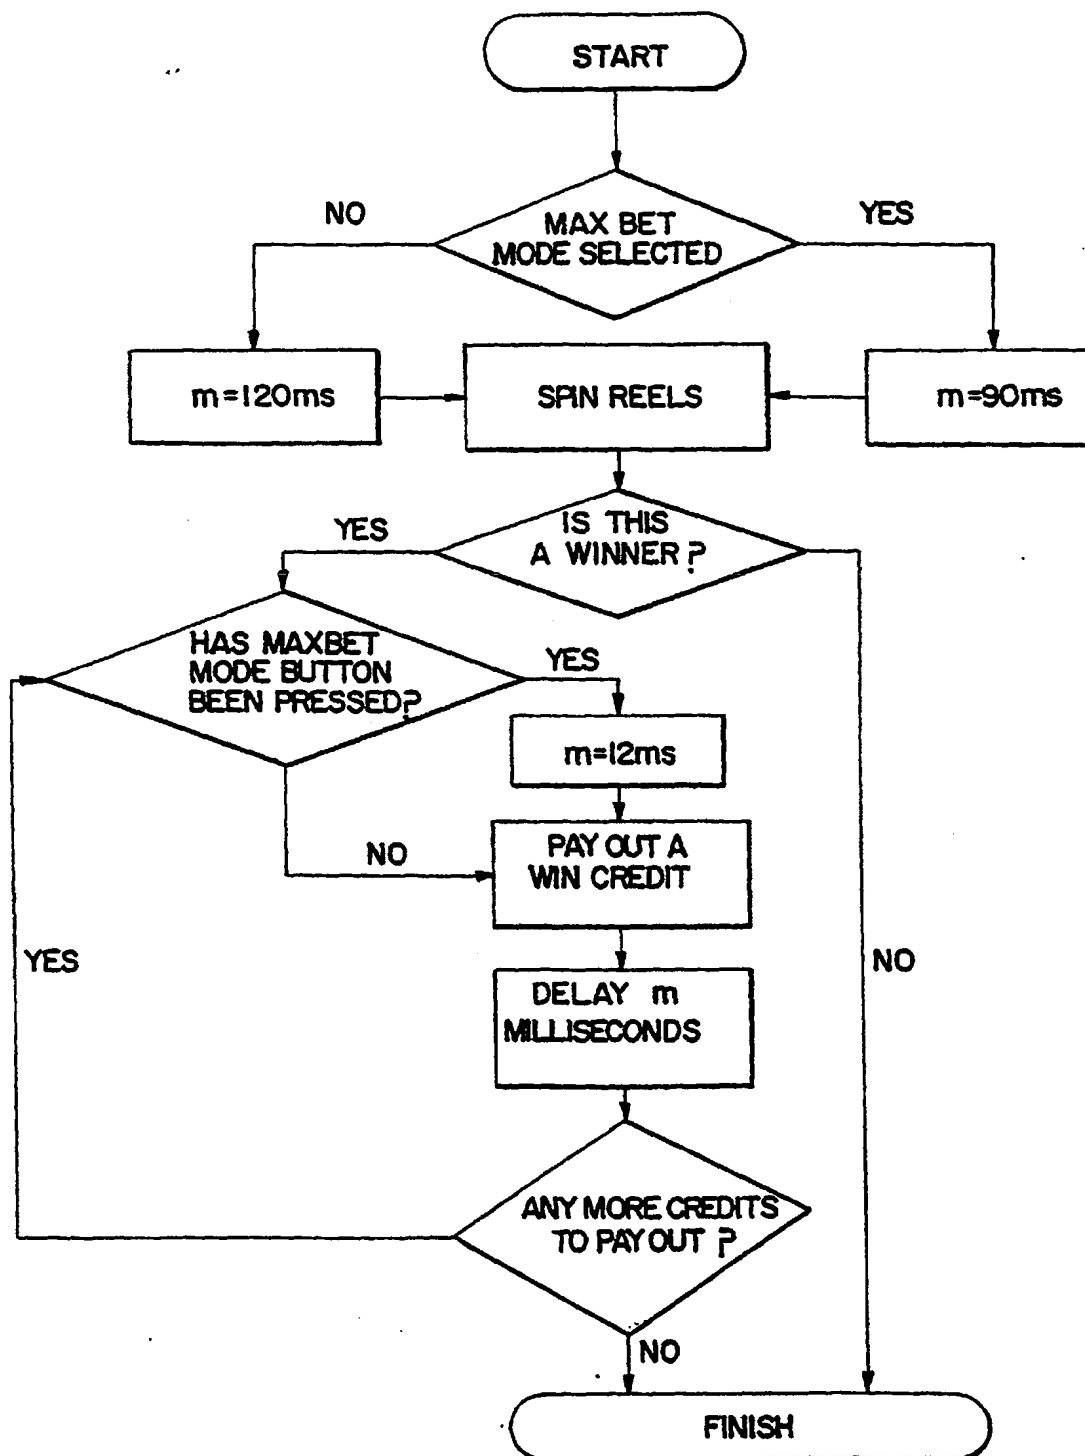 START
NO
YES
MAX BET
MODE SELECTED
m=120ms
SPIN REELS
m=90ms
YES
IS THIS
A WINNER?
HAS MAXBET
MODE BUTTON
BEEN PRESSED?
YES
m=12ms
NO
PAY OUT A
WIN CREDIT
YES
NO
DELAY m
MILLISECONDS
ANY MORE CREDITS
TO PAY OUT ?
NO
FINISH